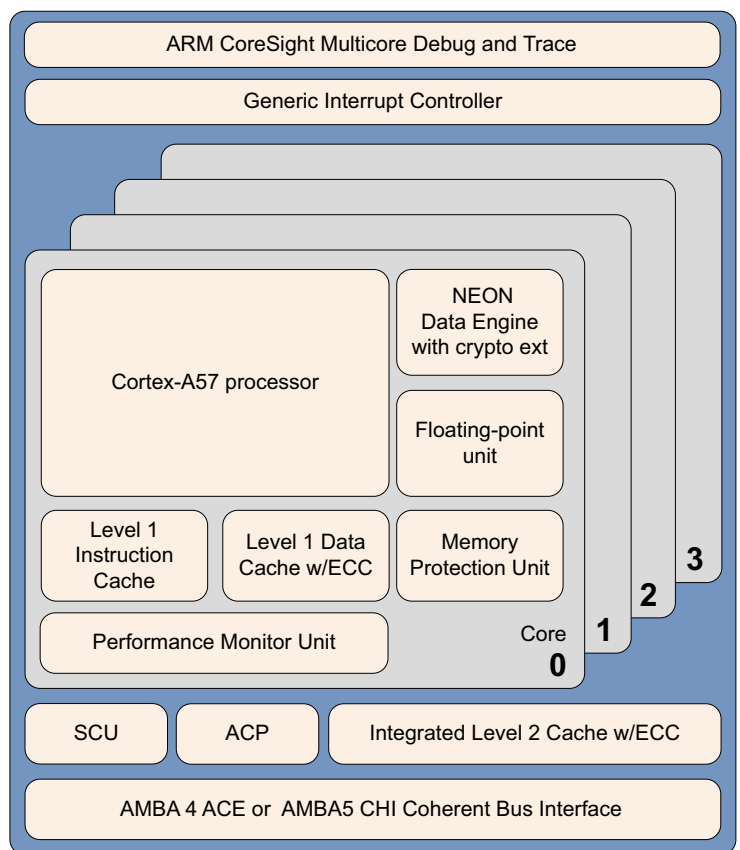 ARM CoreSight Multicore Debug and Trace
Generic Interrupt Controller
Cortex-A57 processor
NEON
Data Engine
with crypto ext
Floating-point
unit
Level 1
Instruction
Cache
Level 1 Data
Cache w/ECC
Memory
Protection Unit
Performance Monitor Unit
Core
0
1
2
3
SCU
ACP
Integrated Level 2 Cache w/ECC
AMBA 4 ACE or AMBA5 CHI Coherent Bus Interface